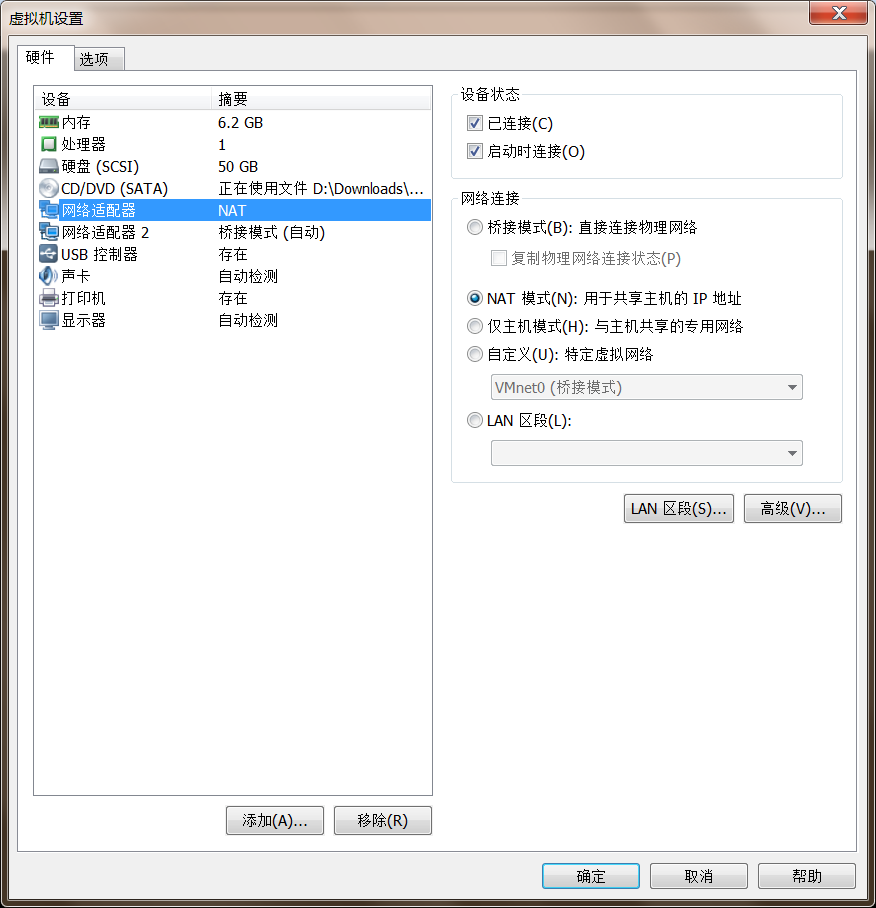 虚拟机设置
硬件 选项
设备 摘要
内存 6.2 GB
处理器 1
硬盘 (SCSI) 50 GB
CD/DVD (SATA) 正在使用文件 D:\Downloads\...
网络适配器 NAT
网络适配器 2 桥接模式 (自动)
USB 控制器 存在
声卡 自动检测
打印机 存在
显示器 自动检测
添加(A)... 移除(R)
设备状态
已连接(C)
启动时连接(O)
网络连接
桥接模式(B): 直接连接物理网络
复制物理网络连接状态(P)
NAT 模式(N): 用于共享主机的 IP 地址
仅主机模式(H): 与主机共享的专用网络
自定义(U): 特定虚拟网络
VMnet0 (桥接模式)
LAN 区段(L):
LAN 区段(S)... 高级(V)...
确定 取消 帮助